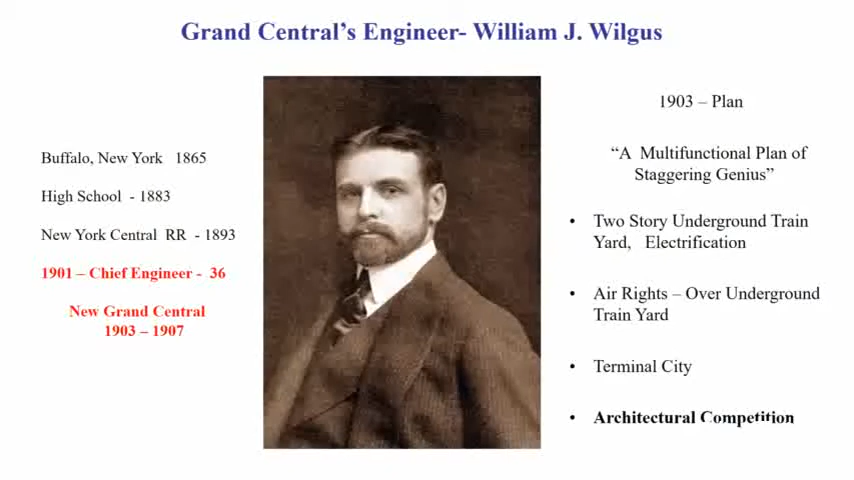 Grand Central's Engineer- William J. Wilgus
Buffalo, New York 1865
High School - 1883
New York Central RR - 1893
1901 – Chief Engineer - 36
New Grand Central
1903 – 1907
1903 – Plan
“A Multifunctional Plan of
Staggering Genius”
• Two Story Underground Train
Yard, Electrification
• Air Rights – Over Underground
Train Yard
• Terminal City
• Architectural Competition